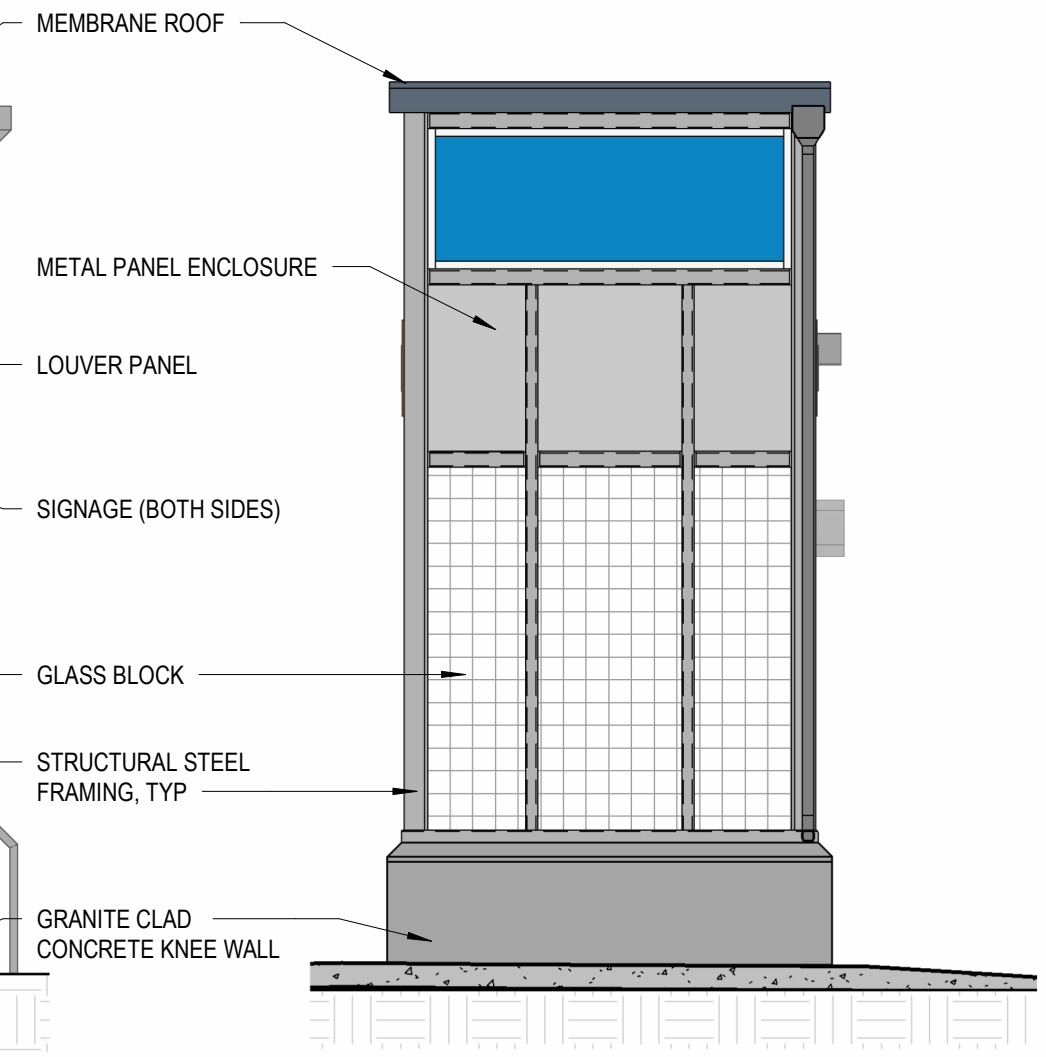 MEMBRANE ROOF
METAL PANEL ENCLOSURE
LOUVER PANEL
SIGNAGE (BOTH SIDES)
GLASS BLOCK
STRUCTURAL STEEL
FRAMING, TYP
GRANITE CLAD
CONCRETE KNEE WALL